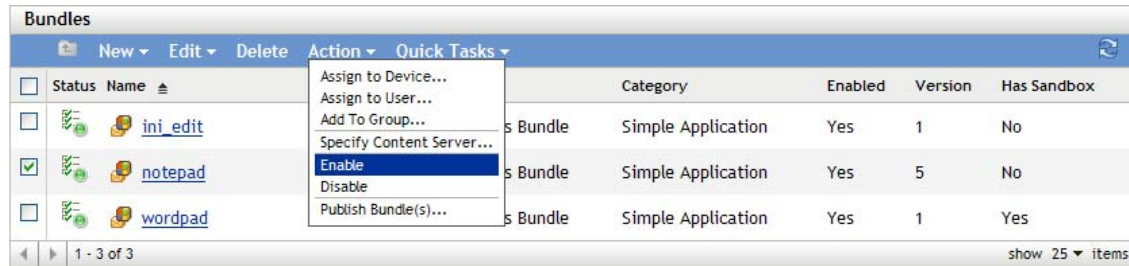 Bundles
New Edit Delete Action Quick Tasks
Status Name Category Enabled Version Has Sandbox
Assign to Device...
Assign to User...
Add To Group...
Specify Content Server...
Enable
Disable
Publish Bundle(s)...
ini_edit s Bundle Simple Application Yes 1 No
notepad s Bundle Simple Application Yes 5 No
wordpad s Bundle Simple Application Yes 1 Yes
1 - 3 of 3 show 25 items